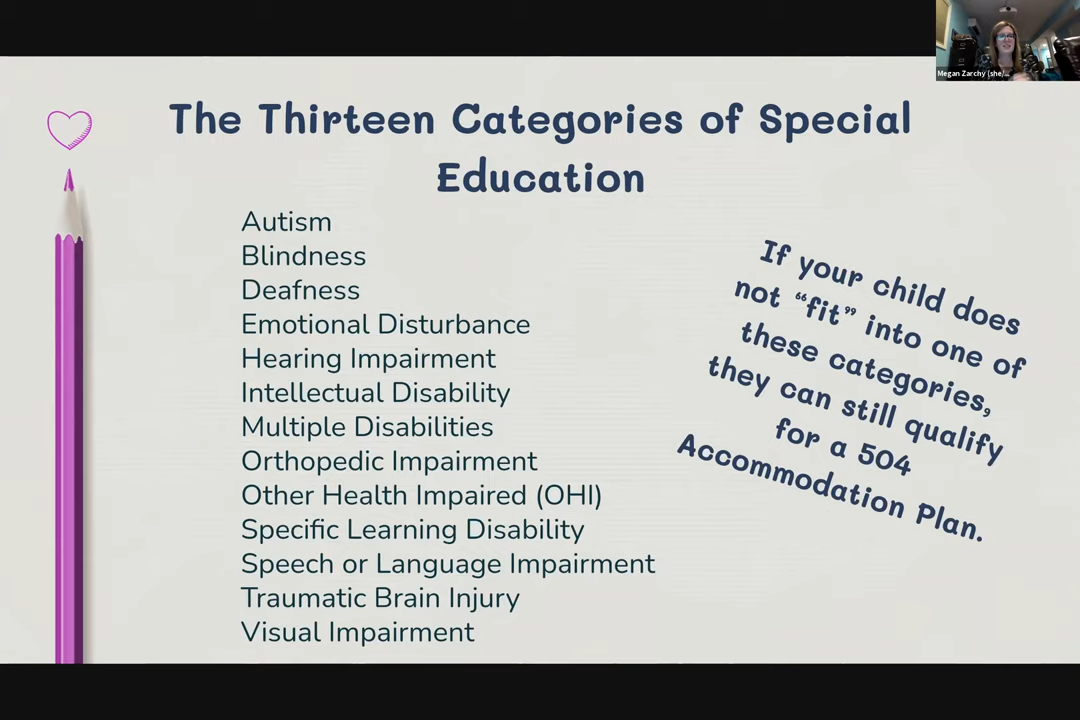 Megan Zarchy (she/...
The Thirteen Categories of Special
Education
Autism
Blindness
Deafness
Emotional Disturbance
Hearing Impairment
Intellectual Disability
Multiple Disabilities
Orthopedic Impairment
Other Health Impaired (OHI)
Specific Learning Disability
Speech or Language Impairment
Traumatic Brain Injury
Visual Impairment
If your child does
not “fit” into one of
these categories,
they can still qualify
for a 504
Accommodation Plan.